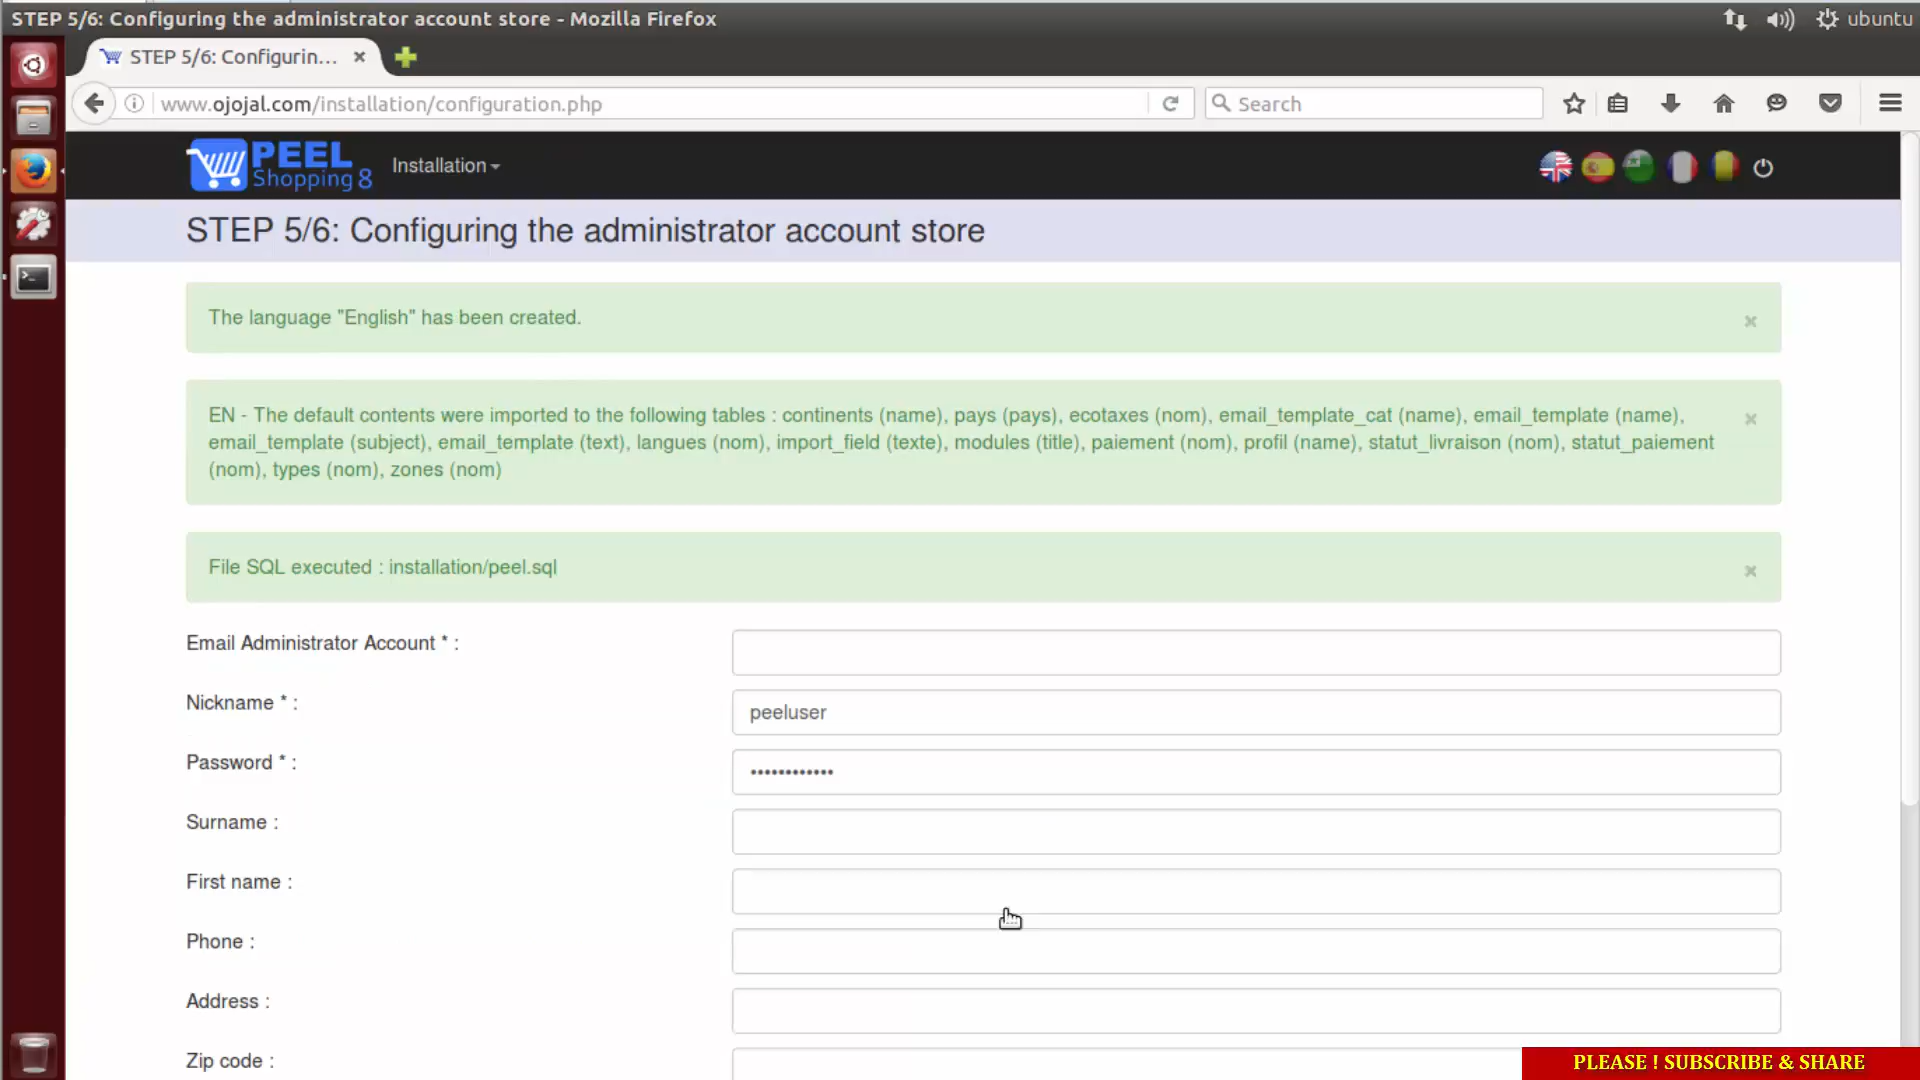 STEP 5/6: Configuring the administrator account store - Mozilla Firefox
ubuntu
STEP 5/6: Configurin...
www.ojojal.com/installation/configuration.php
Search
PEEL
Shopping 8
Installation
STEP 5/6: Configuring the administrator account store
The language "English" has been created.
EN - The default contents were imported to the following tables : continents (name), pays (pays), ecotaxes (nom), email_template_cat (name), email_template (name),
email_template (subject), email_template (text), langues (nom), import_field (texte), modules (title), paiement (nom), profil (name), statut_livraison (nom), statut_paiement
(nom), types (nom), zones (nom)
File SQL executed : installation/peel.sql
Email Administrator Account * :
Nickname * :
peeluser
Password * :
••••••••••••
Surname :
First name :
Phone :
Address :
Zip code :
PLEASE ! SUBSCRIBE & SHARE